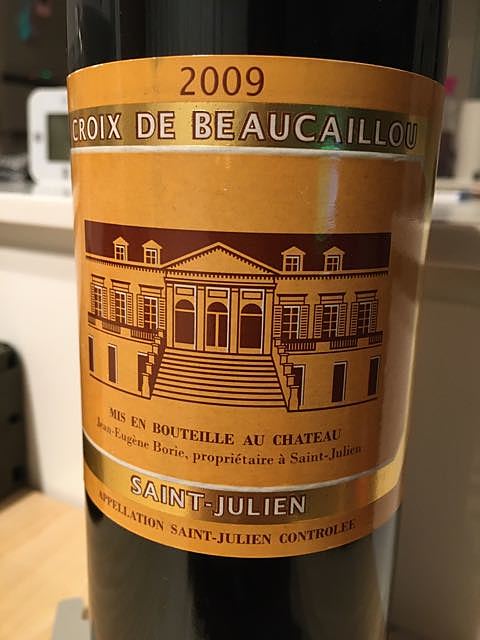 2009
CROIX DE BEAUCAILLOU
MIS EN BOUTEILLE AU CHATEAU
Jean-Eugène Borie, propriétaire à Saint-Julien
SAINT-JULIEN
APPELLATION SAINT-JULIEN CONTROLEE